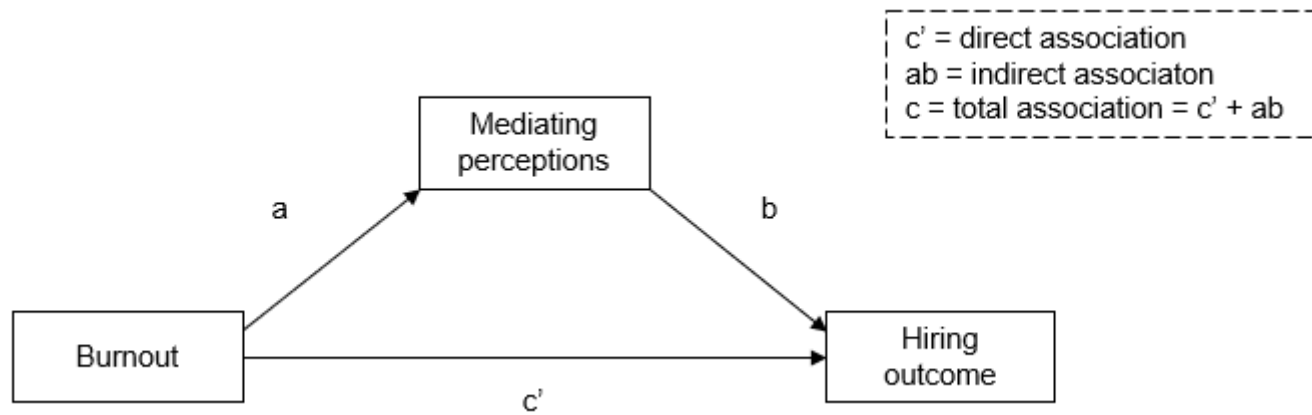 c’ = direct association
ab = indirect associaton
c = total association = c’ + ab
Mediating
perceptions
a
b
Burnout
Hiring
outcome
c’